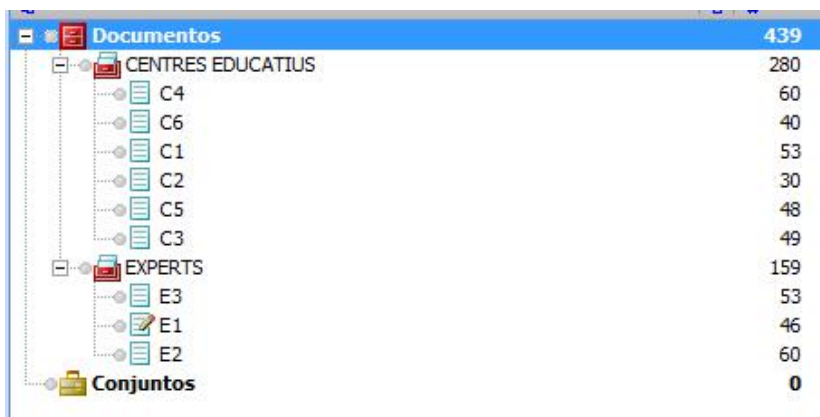 Documentos 439
CENTRES EDUCATIUS 280
C4 60
C6 40
C1 53
C2 30
C5 48
C3 49
EXPERTS 159
E3 53
E1 46
E2 60
Conjuntos 0